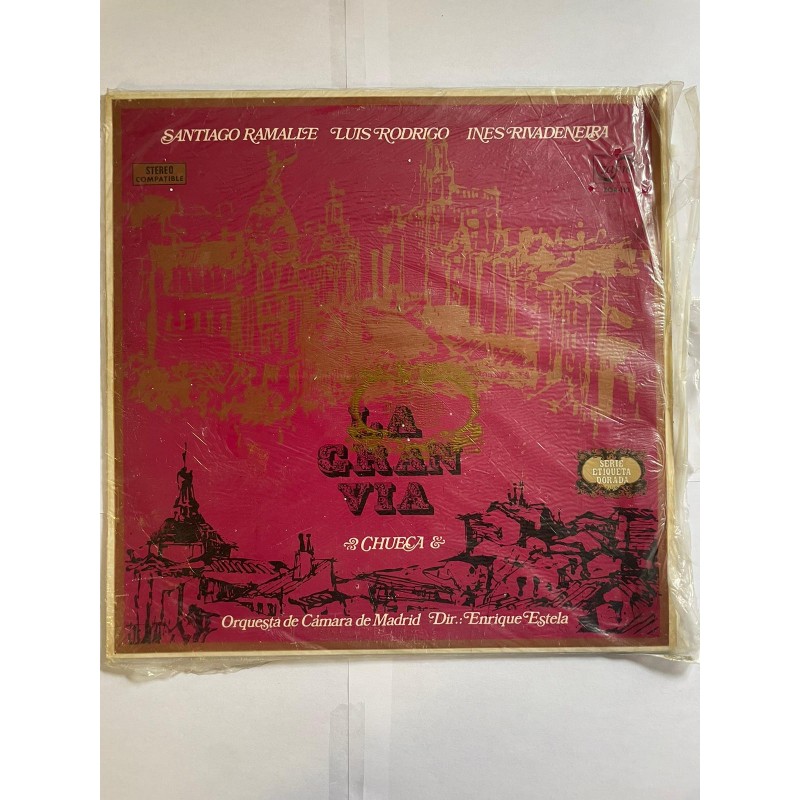 SANTIAGO RAMALLE LUIS RODRIGO INES RIVADENEIRA
STEREO
COMPATIBLE
LA
GRAN
VIA
CHUECA
SERIE
ETIQUETA
DORADA
Orquesta de Cámara de Madrid Dir.: Enrique Estela